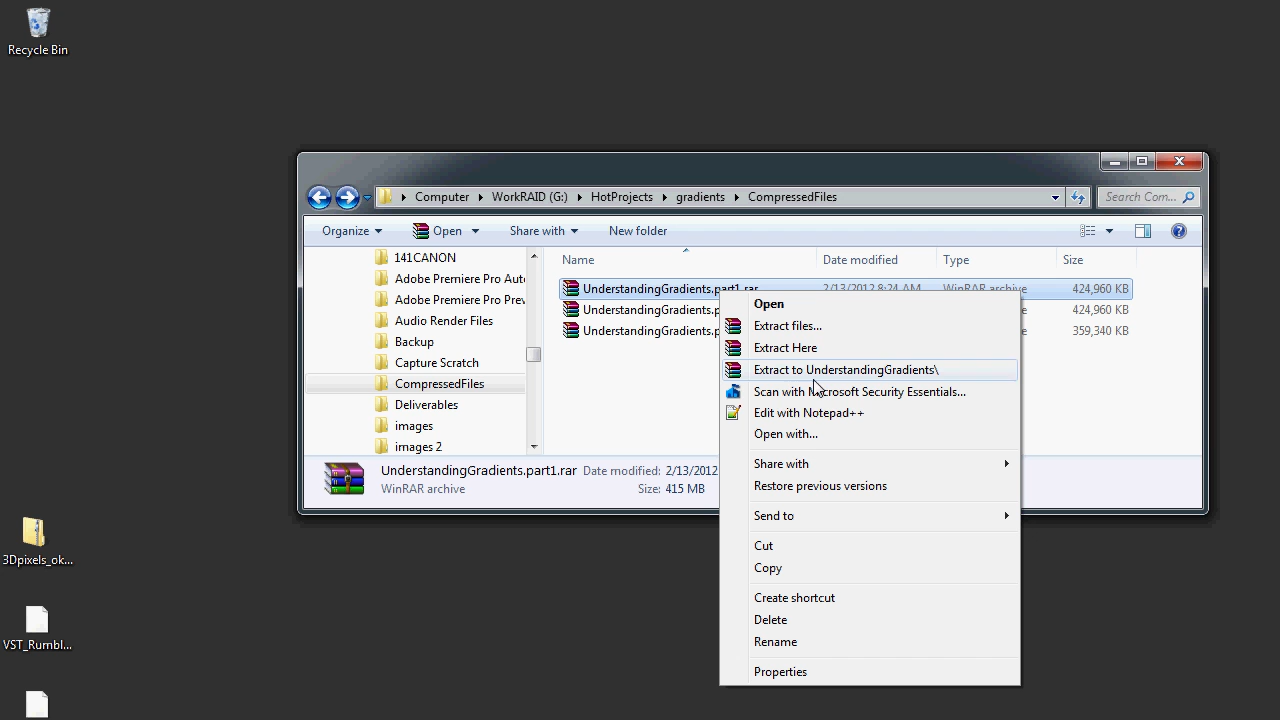 Recycle Bin
Computer WorkRAID (G:) HotProjects gradients CompressedFiles
Search Com...
Organize Open Share with New folder
141CANON
Adobe Premiere Pro Aut
Adobe Premiere Pro Prev
Audio Render Files
Backup
Capture Scratch
CompressedFiles
Deliverables
images
images 2
Name Date modified Type Size
UnderstandingGradients.part1.rar 2/13/2012 8:24 AM WinRAR archive 424,960 KB
UnderstandingGradients.p 424,960 KB
UnderstandingGradients.p 359,340 KB
Open
Extract files...
Extract Here
Extract to UnderstandingGradients\
Scan with Microsoft Security Essentials...
Edit with Notepad++
Open with...
Share with
Restore previous versions
Send to
Cut
Copy
Create shortcut
Delete
Rename
Properties
UnderstandingGradients.part1.rar Date modified: 2/13/2012
WinRAR archive Size: 415 MB
3Dpixels_ok...
VST_Rumbl...